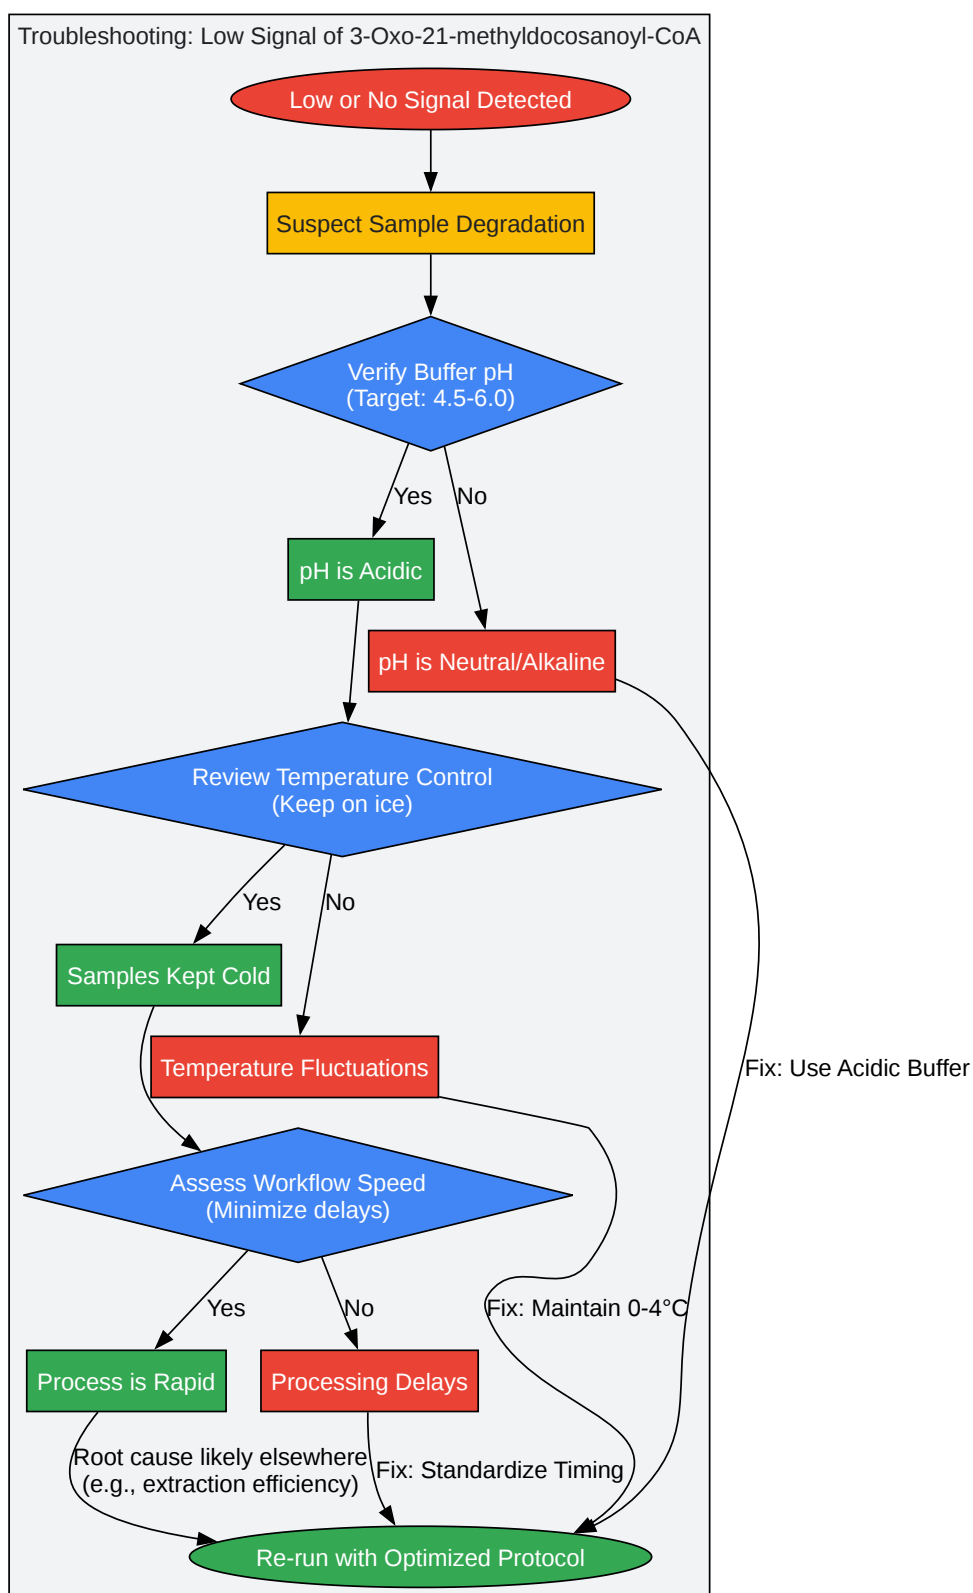 Troubleshooting: Low Signal of 3-Oxo-21-methyldocosanoyl-CoA
Low or No Signal Detected
Suspect Sample Degradation
Verify Buffer pH
(Target: 4.5-6.0)
Yes
No
pH is Acidic
pH is Neutral/Alkaline
Review Temperature Control
(Keep on ice)
Yes
No
Samples Kept Cold
Temperature Fluctuations
Fix: Use Acidic Buffer
Assess Workflow Speed
(Minimize delays)
Yes
No
Fix: Maintain 0-4°C
Process is Rapid
Processing Delays
Root cause likely elsewhere
(e.g., extraction efficiency)
Fix: Standardize Timing
Re-run with Optimized Protocol